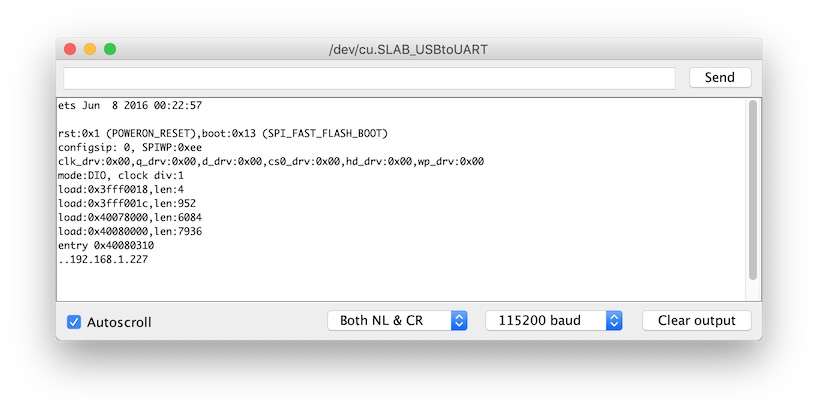 /dev/cu.SLAB_USBtoUART
Send
ets Jun  8 2016 00:22:57
rst:0x1 (POWERON_RESET),boot:0x13 (SPI_FAST_FLASH_BOOT)
configsip: 0, SPIWP:0xee
clk_drv:0x00,q_drv:0x00,d_drv:0x00,cs0_drv:0x00,hd_drv:0x00,wp_drv:0x00
mode:DIO, clock div:1
load:0x3fff0018,len:4
load:0x3fff001c,len:952
load:0x40078000,len:6084
load:0x40080000,len:7936
entry 0x40080310
..192.168.1.227
Autoscroll
Both NL & CR
115200 baud
Clear output